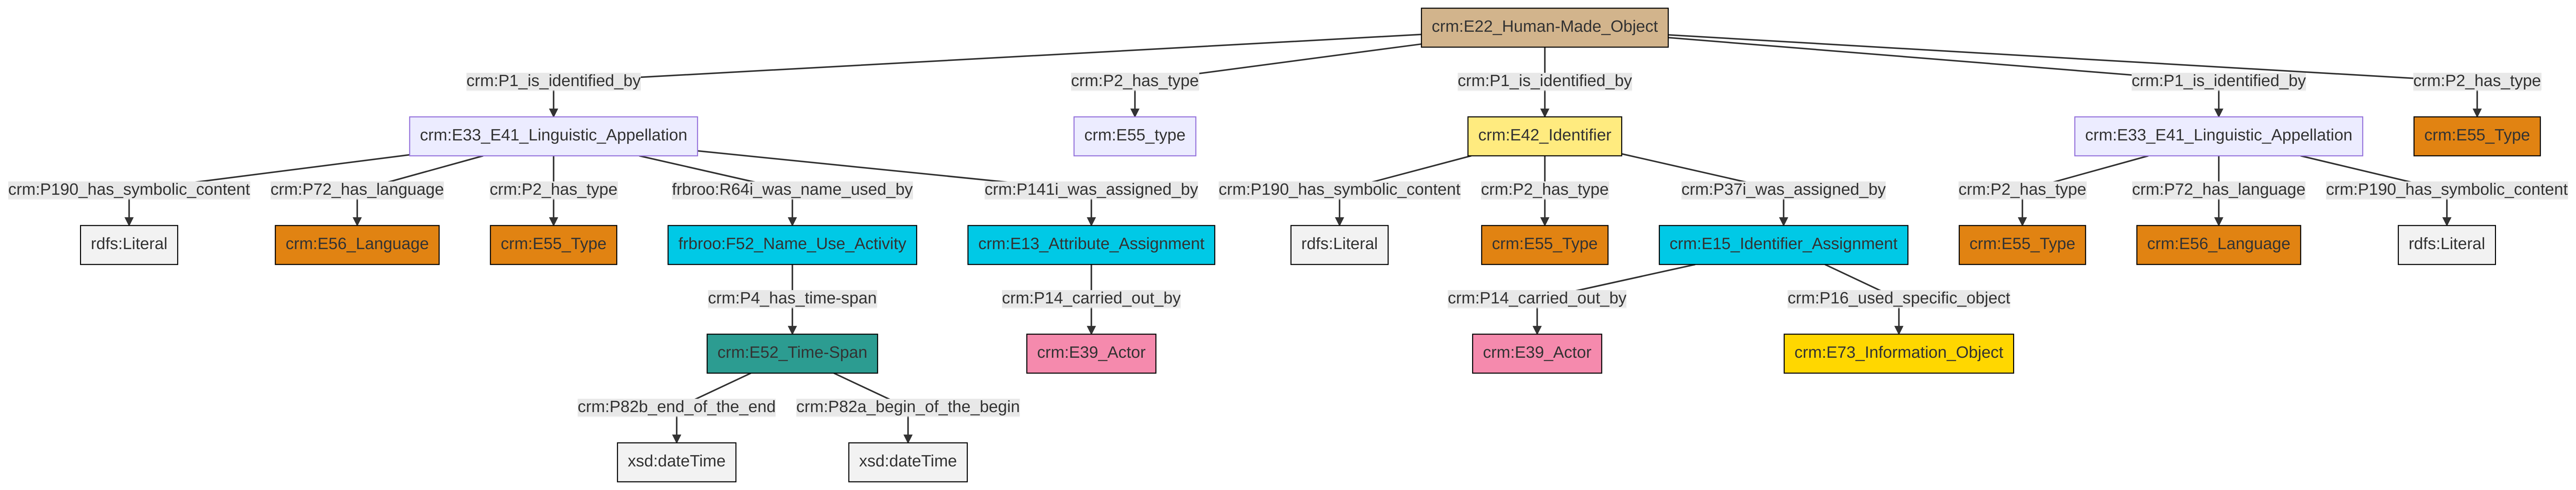 crm:E22_Human-Made_Object
crm:P1_is_identified_by
crm:P2_has_type
crm:P1_is_identified_by
crm:P1_is_identified_by
crm:P2_has_type
crm:E33_E41_Linguistic_Appellation
crm:E55_type
crm:E42_Identifier
crm:E33_E41_Linguistic_Appellation
crm:E55_Type
crm:P190_has_symbolic_content
crm:P72_has_language
crm:P2_has_type
frbroo:R64i_was_name_used_by
crm:P141i_was_assigned_by
crm:P190_has_symbolic_content
crm:P2_has_type
crm:P37i_was_assigned_by
crm:P2_has_type
crm:P72_has_language
crm:P190_has_symbolic_content
rdfs:Literal
crm:E56_Language
crm:E55_Type
frbroo:F52_Name_Use_Activity
crm:E13_Attribute_Assignment
rdfs:Literal
crm:E55_Type
crm:E15_Identifier_Assignment
crm:E55_Type
crm:E56_Language
rdfs:Literal
crm:P4_has_time-span
crm:P14_carried_out_by
crm:P14_carried_out_by
crm:P16_used_specific_object
crm:E52_Time-Span
crm:E39_Actor
crm:E39_Actor
crm:E73_Information_Object
crm:P82b_end_of_the_end
crm:P82a_begin_of_the_begin
xsd:dateTime
xsd:dateTime